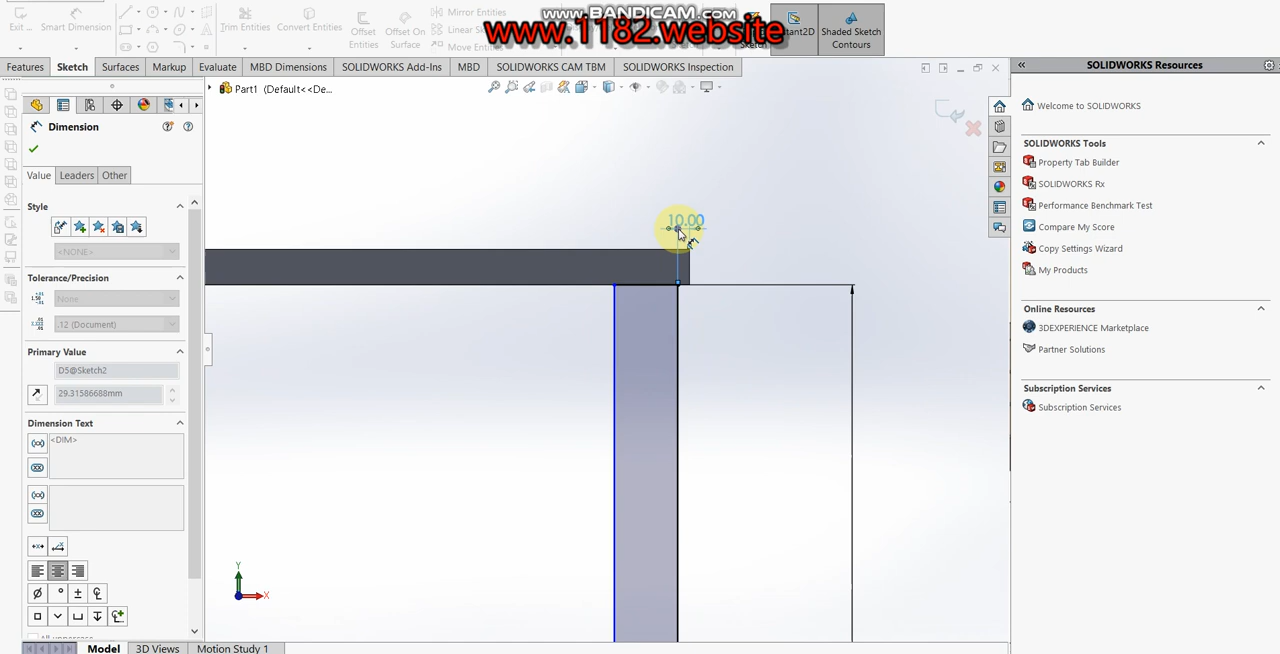 www.BANDICAM.com
www.1182.website
Exit ...
Smart Dimension
Trim Entities
Convert Entities
Offset Entities
Offset On Surface
Mirror Entities
Linear Sk
Move Entities
Instant2D
Shaded Sketch Contours
Features
Sketch
Surfaces
Markup
Evaluate
MBD Dimensions
SOLIDWORKS Add-Ins
MBD
SOLIDWORKS CAM TBM
SOLIDWORKS Inspection
SOLIDWORKS Resources
Part1 (Default<<De...
Dimension
Value
Leaders
Other
Style
<NONE>
Tolerance/Precision
None
.12 (Document)
Primary Value
D5@Sketch2
29.31586688mm
Dimension Text
<DIM>
10.00
Y
X
Welcome to SOLIDWORKS
SOLIDWORKS Tools
Property Tab Builder
SOLIDWORKS Rx
Performance Benchmark Test
Compare My Score
Copy Settings Wizard
My Products
Online Resources
3DEXPERIENCE Marketplace
Partner Solutions
Subscription Services
Subscription Services
Model
3D Views
Motion Study 1